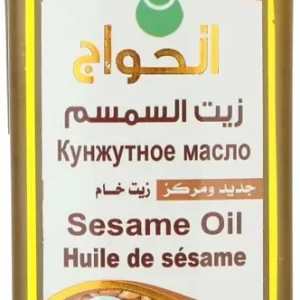 الحواج
زيت السمسم
Кунжутное масло
جديد ومركز زيت خام
Sesame Oil
Huile de sésame